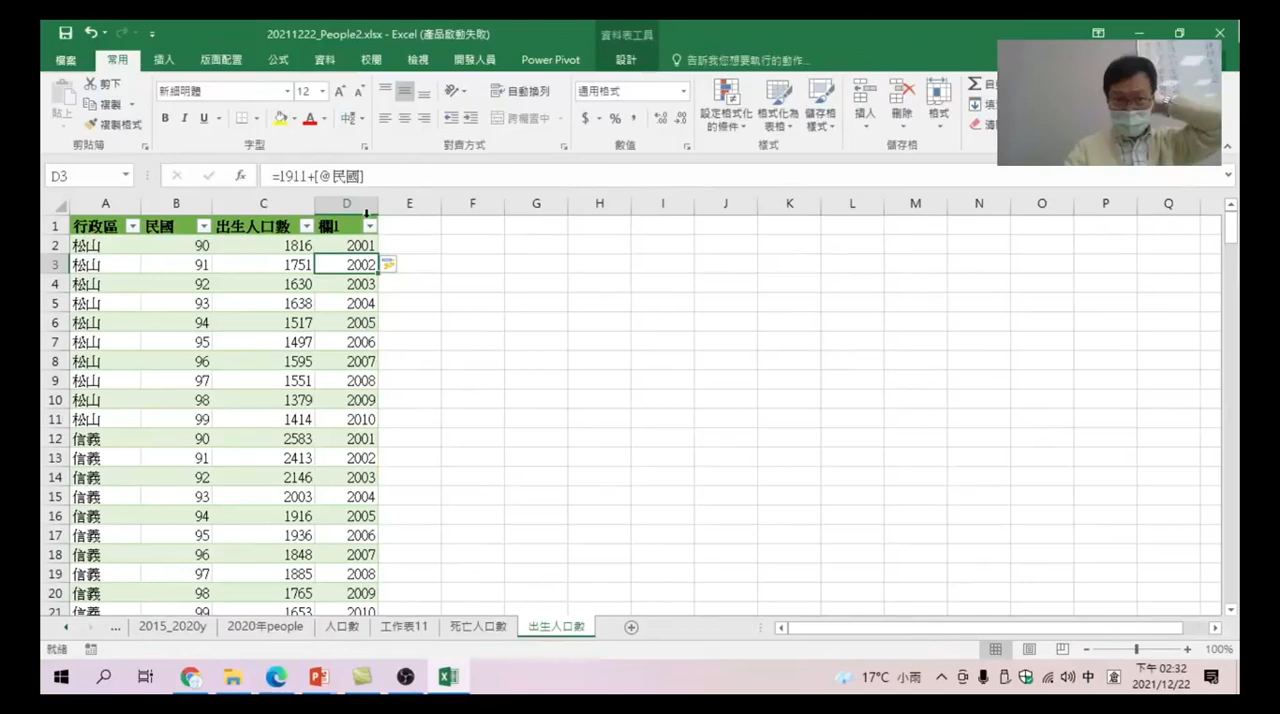 20211222_People2.xlsx - Excel (產品啟動失敗)
資料表工具
檔案 常用 插入 版面配置 公式 資料 校閱 檢視 開發人員 Power Pivot 設計 告訴我您想要執行的動作...
貼上 剪下 複製 複製格式
剪貼簿
新細明體 12
B I U
字型
自動換列
跨欄置中
對齊方式
通用格式
$ %
數值
設定格式化的條件 格式化為表格 儲存格樣式
樣式
插入 刪除 格式
儲存格
D3 fx =1911+[@民國]
A B C D E F G H I J K L M N O P Q
1 行政區 民國 出生人口數 欄1
2 松山 90 1816 2001
3 松山 91 1751 2002
4 松山 92 1630 2003
5 松山 93 1638 2004
6 松山 94 1517 2005
7 松山 95 1497 2006
8 松山 96 1595 2007
9 松山 97 1551 2008
10 松山 98 1379 2009
11 松山 99 1414 2010
12 信義 90 2583 2001
13 信義 91 2413 2002
14 信義 92 2146 2003
15 信義 93 2003 2004
16 信義 94 1916 2005
17 信義 95 1936 2006
18 信義 96 1848 2007
19 信義 97 1885 2008
20 信義 98 1765 2009
21 信義 99 1653 2010
... 2015_2020y 2020年people 人口數 工作表11 死亡人口數 出生人口數
就緒 100%
17°C 小雨 中 倉 下午 02:32
2021/12/22